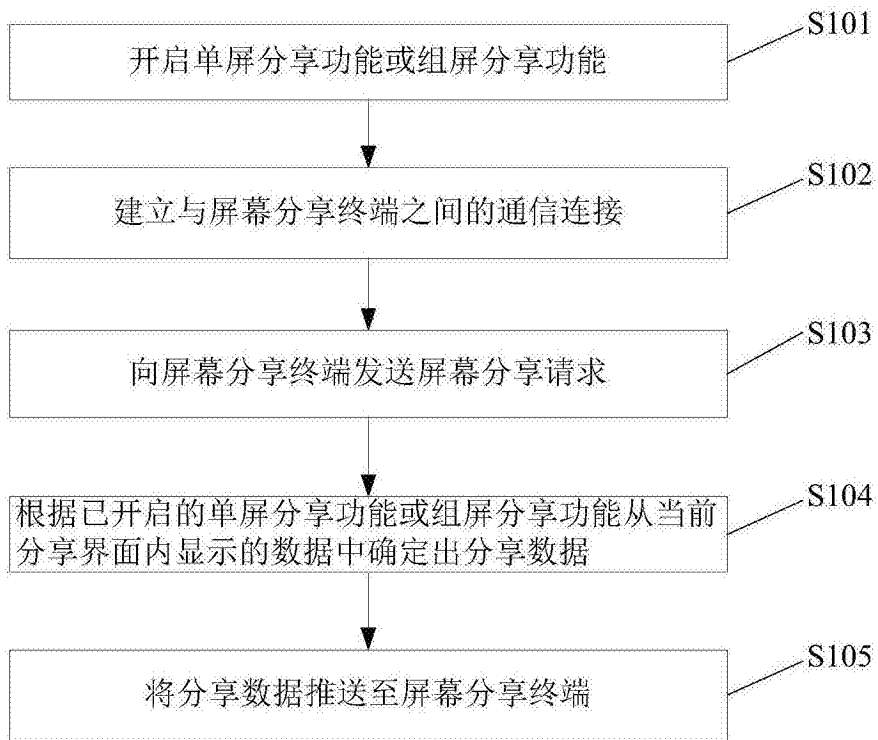 S101
开启单屏分享功能或组屏分享功能
S102
建立与屏幕分享终端之间的通信连接
S103
向屏幕分享终端发送屏幕分享请求
S104
根据已开启的单屏分享功能或组屏分享功能从当前
分享界面内显示的数据中确定出分享数据
S105
将分享数据推送至屏幕分享终端